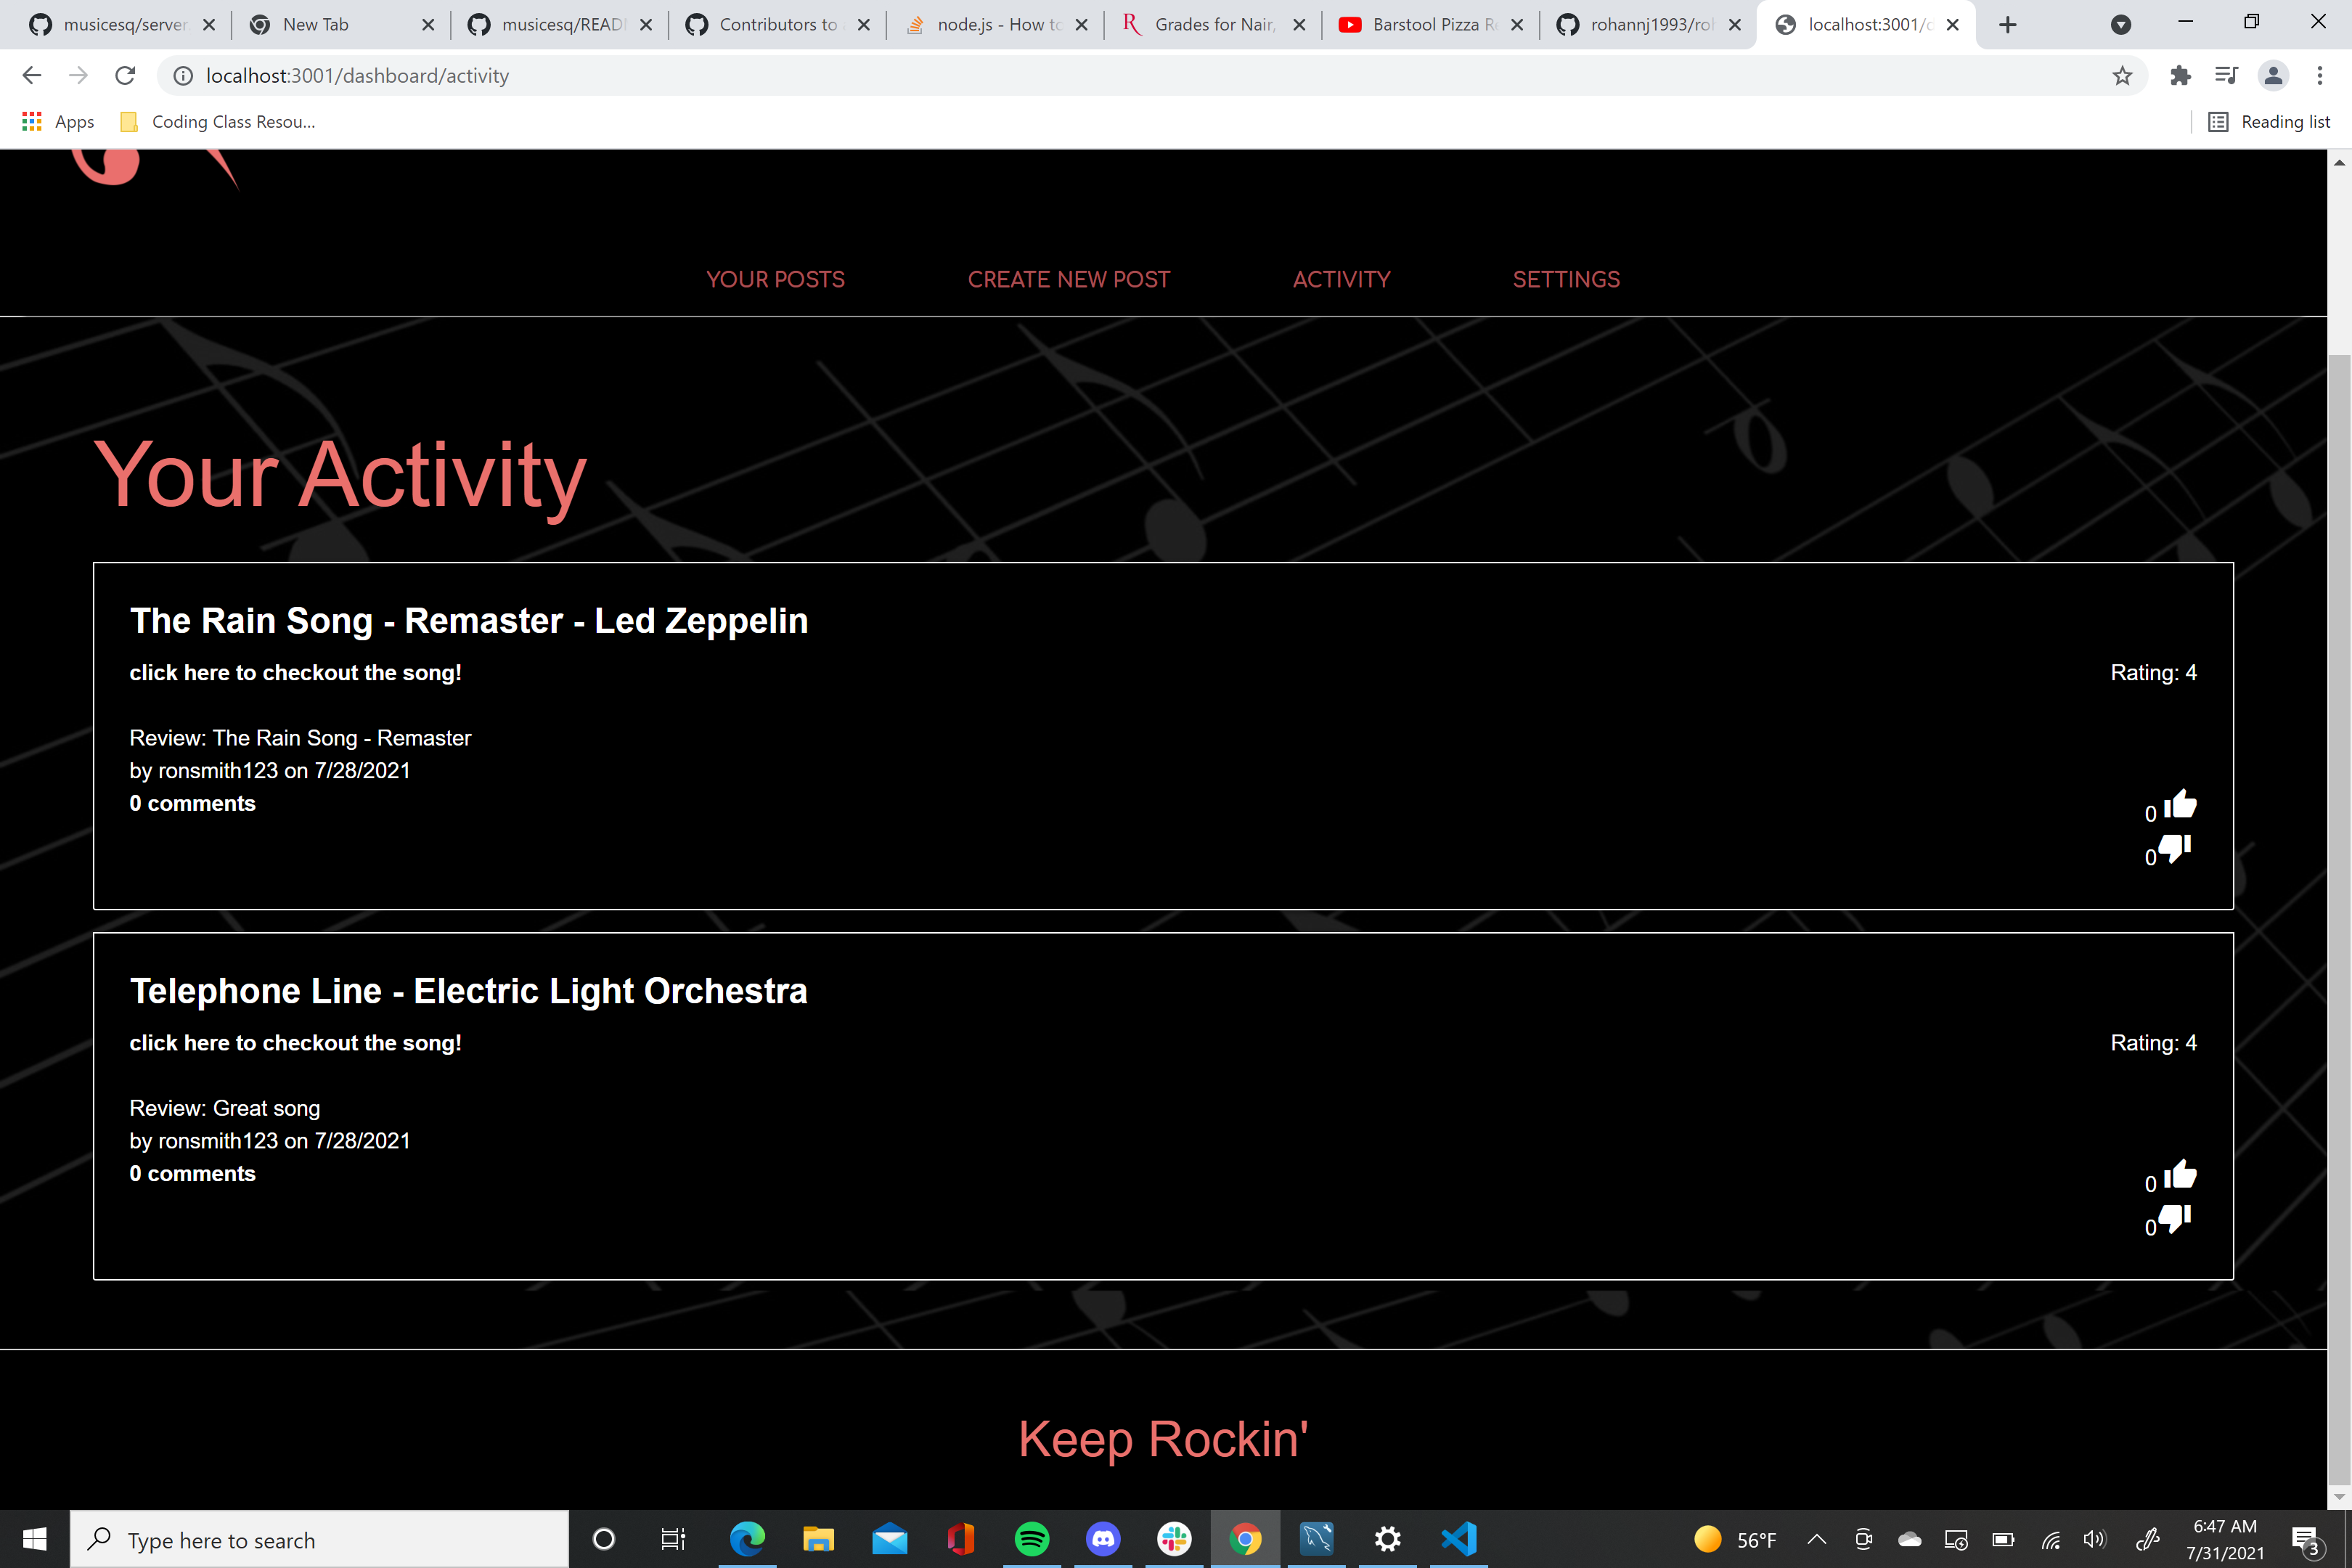 musicesq/server
New Tab
musicesq/READ
Contributors to
node.js - How to
Grades for Nair,
Barstool Pizza Re
rohannj1993/roh
localhost:3001/d
localhost:3001/dashboard/activity
Apps
Coding Class Resou...
Reading list
YOUR POSTS
CREATE NEW POST
ACTIVITY
SETTINGS
Your Activity
The Rain Song - Remaster - Led Zeppelin
click here to checkout the song!
Rating: 4
Review: The Rain Song - Remaster
by ronsmith123 on 7/28/2021
0 comments
0
0
Telephone Line - Electric Light Orchestra
click here to checkout the song!
Rating: 4
Review: Great song
by ronsmith123 on 7/28/2021
0 comments
0
0
Keep Rockin'
Type here to search
56°F
6:47 AM
7/31/2021
3